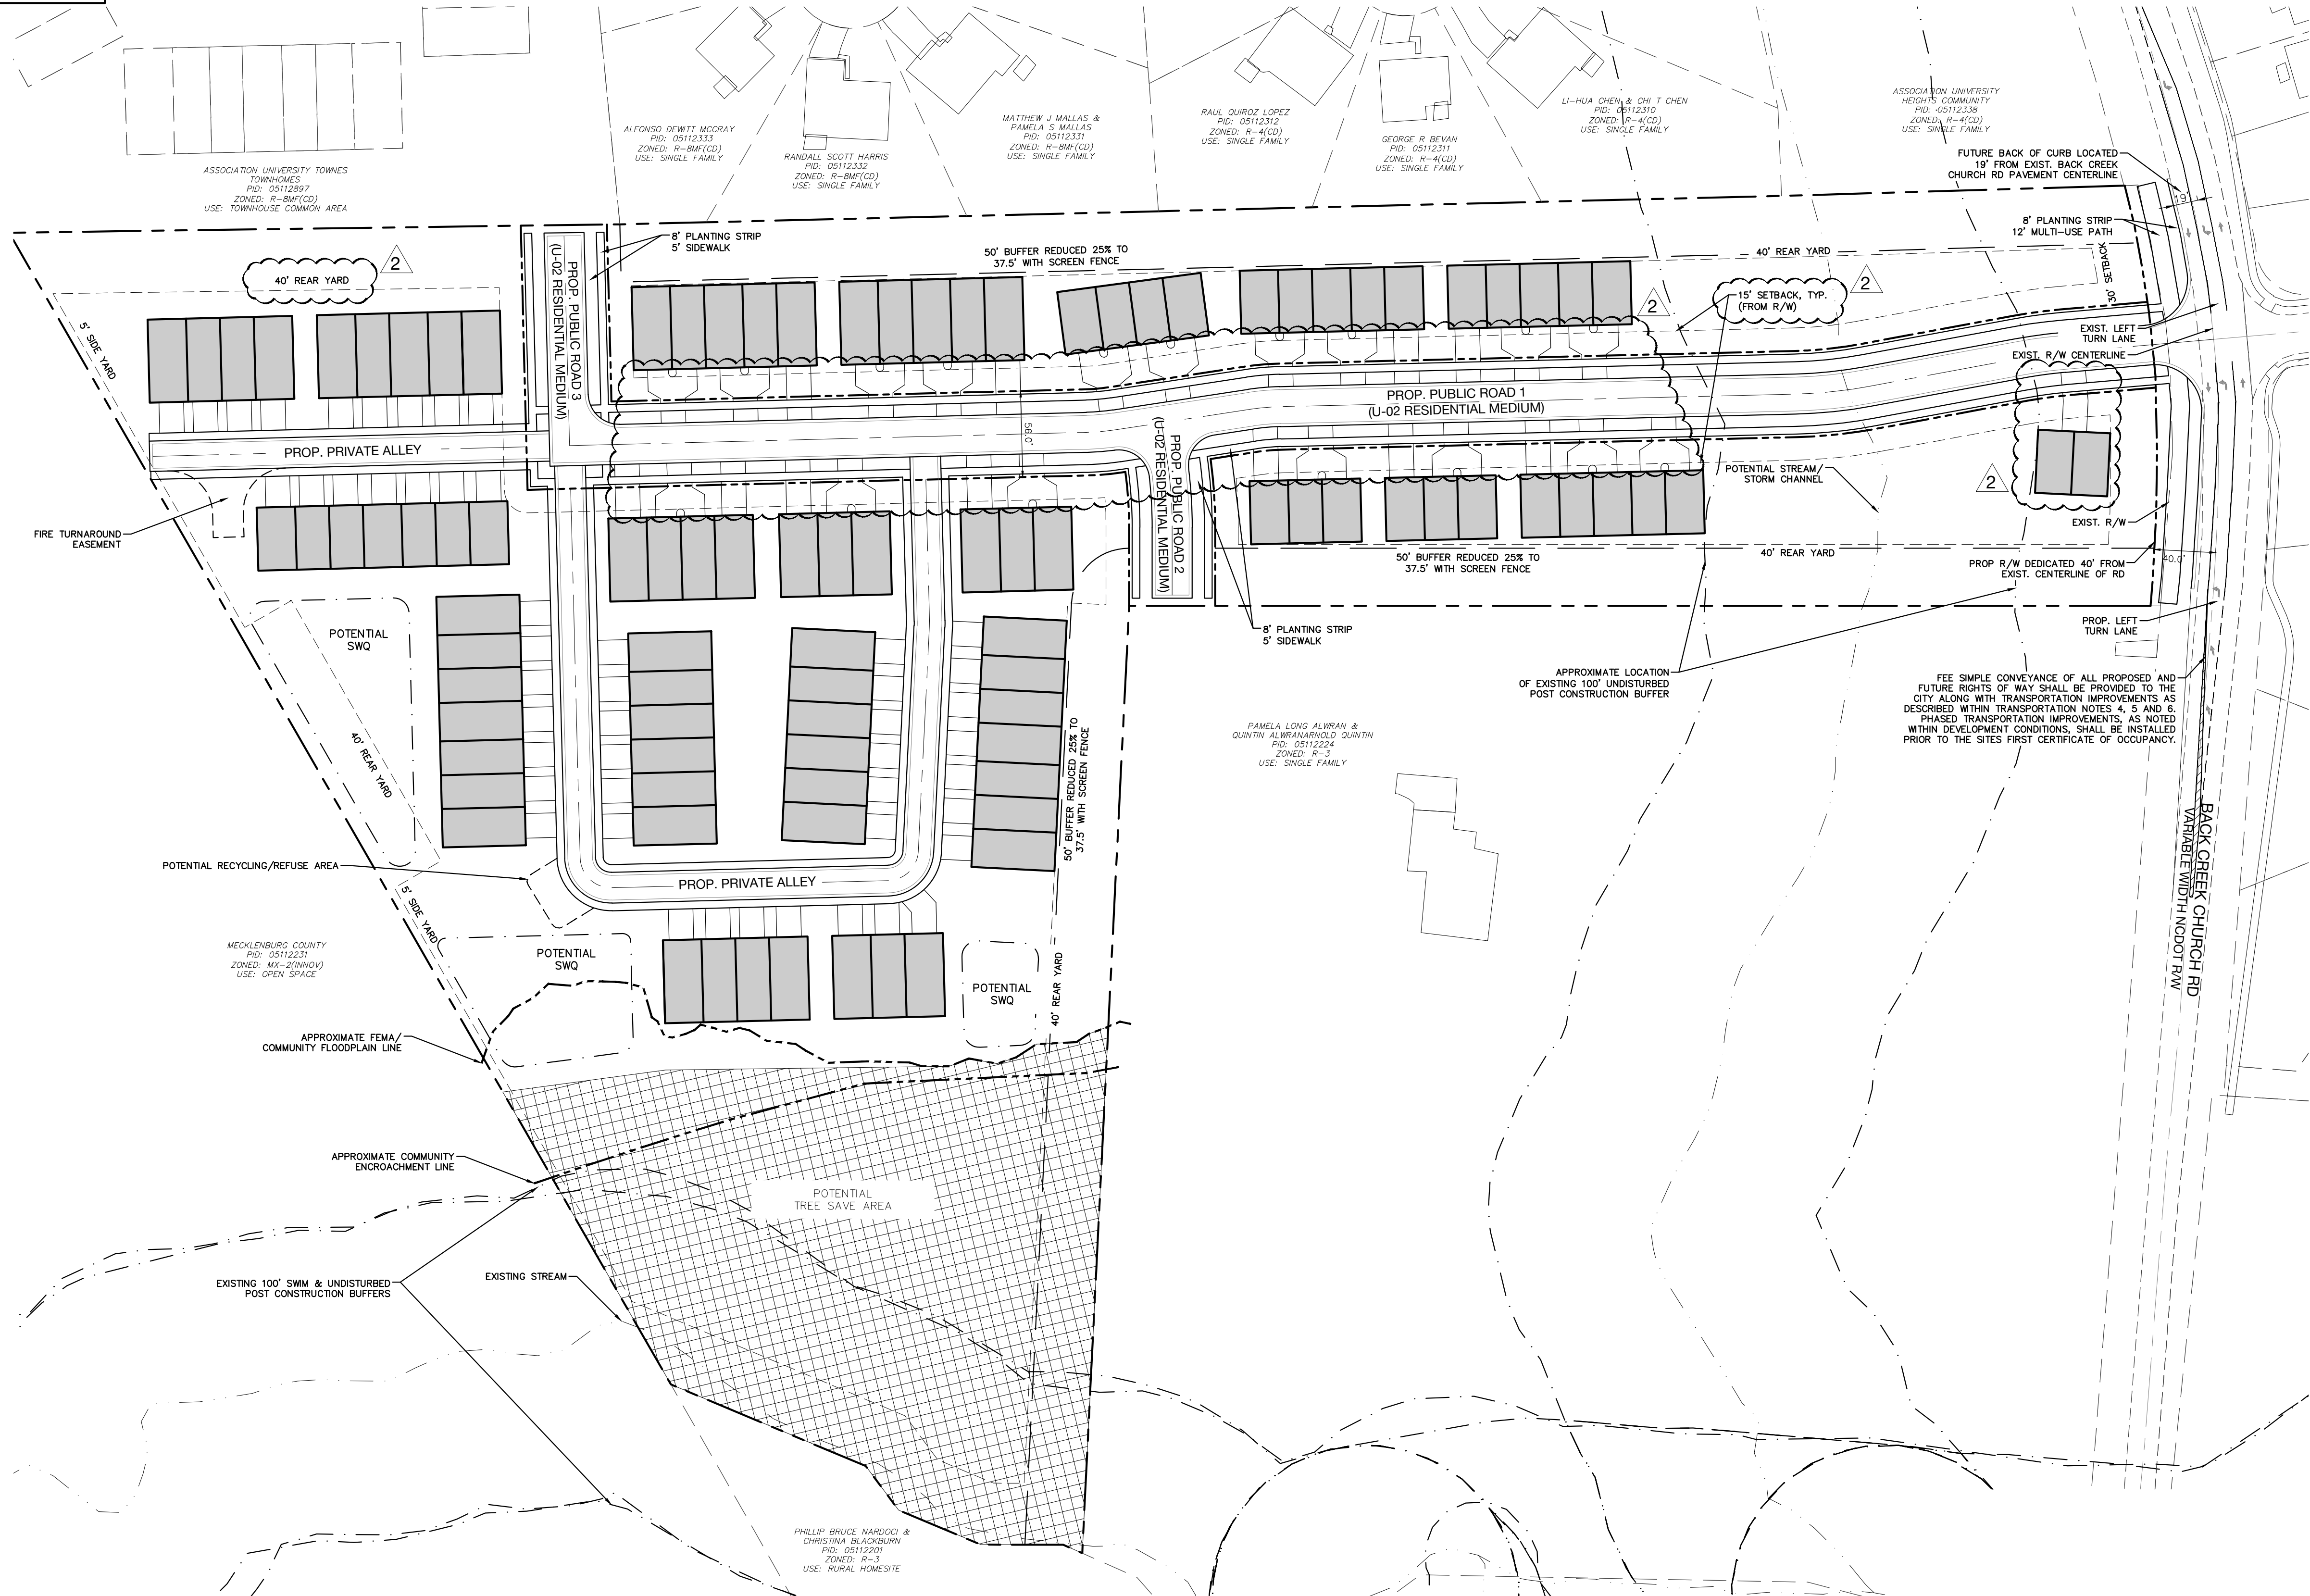 ASSOCIATION UNIVERSITY TOWNES
TOWNHOMES
PID: 05112897
ZONED: R-8MF(CD)
USE: TOWNHOUSE COMMON AREA
ALFONSO DEWITT MCCRAY
PID: 05112333
ZONED: R-8MF(CD)
USE: SINGLE FAMILY
RANDALL SCOTT HARRIS
PID: 05112332
ZONED: R-8MF(CD)
USE: SINGLE FAMILY
MATTHEW J MALLAS &
PAMELA S MALLAS
PID: 05112331
ZONED: R-8MF(CD)
USE: SINGLE FAMILY
RAUL QUIROZ LOPEZ
PID: 05112312
ZONED: R-4(CD)
USE: SINGLE FAMILY
GEORGE R BEVAN
PID: 05112311
ZONED: R-4(CD)
USE: SINGLE FAMILY
LI-HUA CHEN & CHI T CHEN
PID: 05112310
ZONED: R-4(CD)
USE: SINGLE FAMILY
ASSOCIATION UNIVERSITY
HEIGHTS COMMUNITY
PID: 05112338
ZONED: R-4(CD)
USE: SINGLE FAMILY
FUTURE BACK OF CURB LOCATED
19' FROM EXIST. BACK CREEK
CHURCH RD PAVEMENT CENTERLINE
19'
8' PLANTING STRIP
12' MULTI-USE PATH
30' SETBACK
40' REAR YARD
2
40' REAR YARD
2
5' SIDE YARD
PROP. PUBLIC ROAD 3
(U-02 RESIDENTIAL MEDIUM)
8' PLANTING STRIP
5' SIDEWALK
50' BUFFER REDUCED 25% TO
37.5' WITH SCREEN FENCE
2
15' SETBACK, TYP.
(FROM R/W)
2
EXIST. LEFT
TURN LANE
EXIST. R/W CENTERLINE
PROP. PUBLIC ROAD 1
(U-02 RESIDENTIAL MEDIUM)
56.0'
PROP. PRIVATE ALLEY
PROP. PUBLIC ROAD 2
(U-02 RESIDENTIAL MEDIUM)
POTENTIAL STREAM/
STORM CHANNEL
EXIST. R/W
FIRE TURNAROUND
EASEMENT
50' BUFFER REDUCED 25% TO
37.5' WITH SCREEN FENCE
40' REAR YARD
PROP R/W DEDICATED 40' FROM
EXIST. CENTERLINE OF RD
40.0'
PROP. LEFT
TURN LANE
8' PLANTING STRIP
5' SIDEWALK
POTENTIAL
SWQ
40' REAR YARD
APPROXIMATE LOCATION
OF EXISTING 100' UNDISTURBED
POST CONSTRUCTION BUFFER
FEE SIMPLE CONVEYANCE OF ALL PROPOSED AND
FUTURE RIGHTS OF WAY SHALL BE PROVIDED TO THE
CITY ALONG WITH TRANSPORTATION IMPROVEMENTS AS
DESCRIBED WITHIN TRANSPORTATION NOTES 4, 5 AND 6.
PHASED TRANSPORTATION IMPROVEMENTS, AS NOTED
WITHIN DEVELOPMENT CONDITIONS, SHALL BE INSTALLED
PRIOR TO THE SITES FIRST CERTIFICATE OF OCCUPANCY.
PAMELA LONG ALWRAN &
QUINTIN ALWRANARNOLD QUINTIN
PID: 05112224
ZONED: R-3
USE: SINGLE FAMILY
50' BUFFER REDUCED 25% TO
37.5' WITH SCREEN FENCE
BACK CREEK CHURCH RD
VARIABLE WIDTH NCDOT R/W
POTENTIAL RECYCLING/REFUSE AREA
PROP. PRIVATE ALLEY
5' SIDE YARD
MECKLENBURG COUNTY
PID: 05112231
ZONED: MX-2(INNOV)
USE: OPEN SPACE
POTENTIAL
SWQ
POTENTIAL
SWQ
40' REAR YARD
APPROXIMATE FEMA/
COMMUNITY FLOODPLAIN LINE
APPROXIMATE COMMUNITY
ENCROACHMENT LINE
POTENTIAL
TREE SAVE AREA
EXISTING 100' SWIM & UNDISTURBED
POST CONSTRUCTION BUFFERS
EXISTING STREAM
PHILLIP BRUCE NARDOCI &
CHRISTINA BLACKBURN
PID: 05112201
ZONED: R-3
USE: RURAL HOMESITE